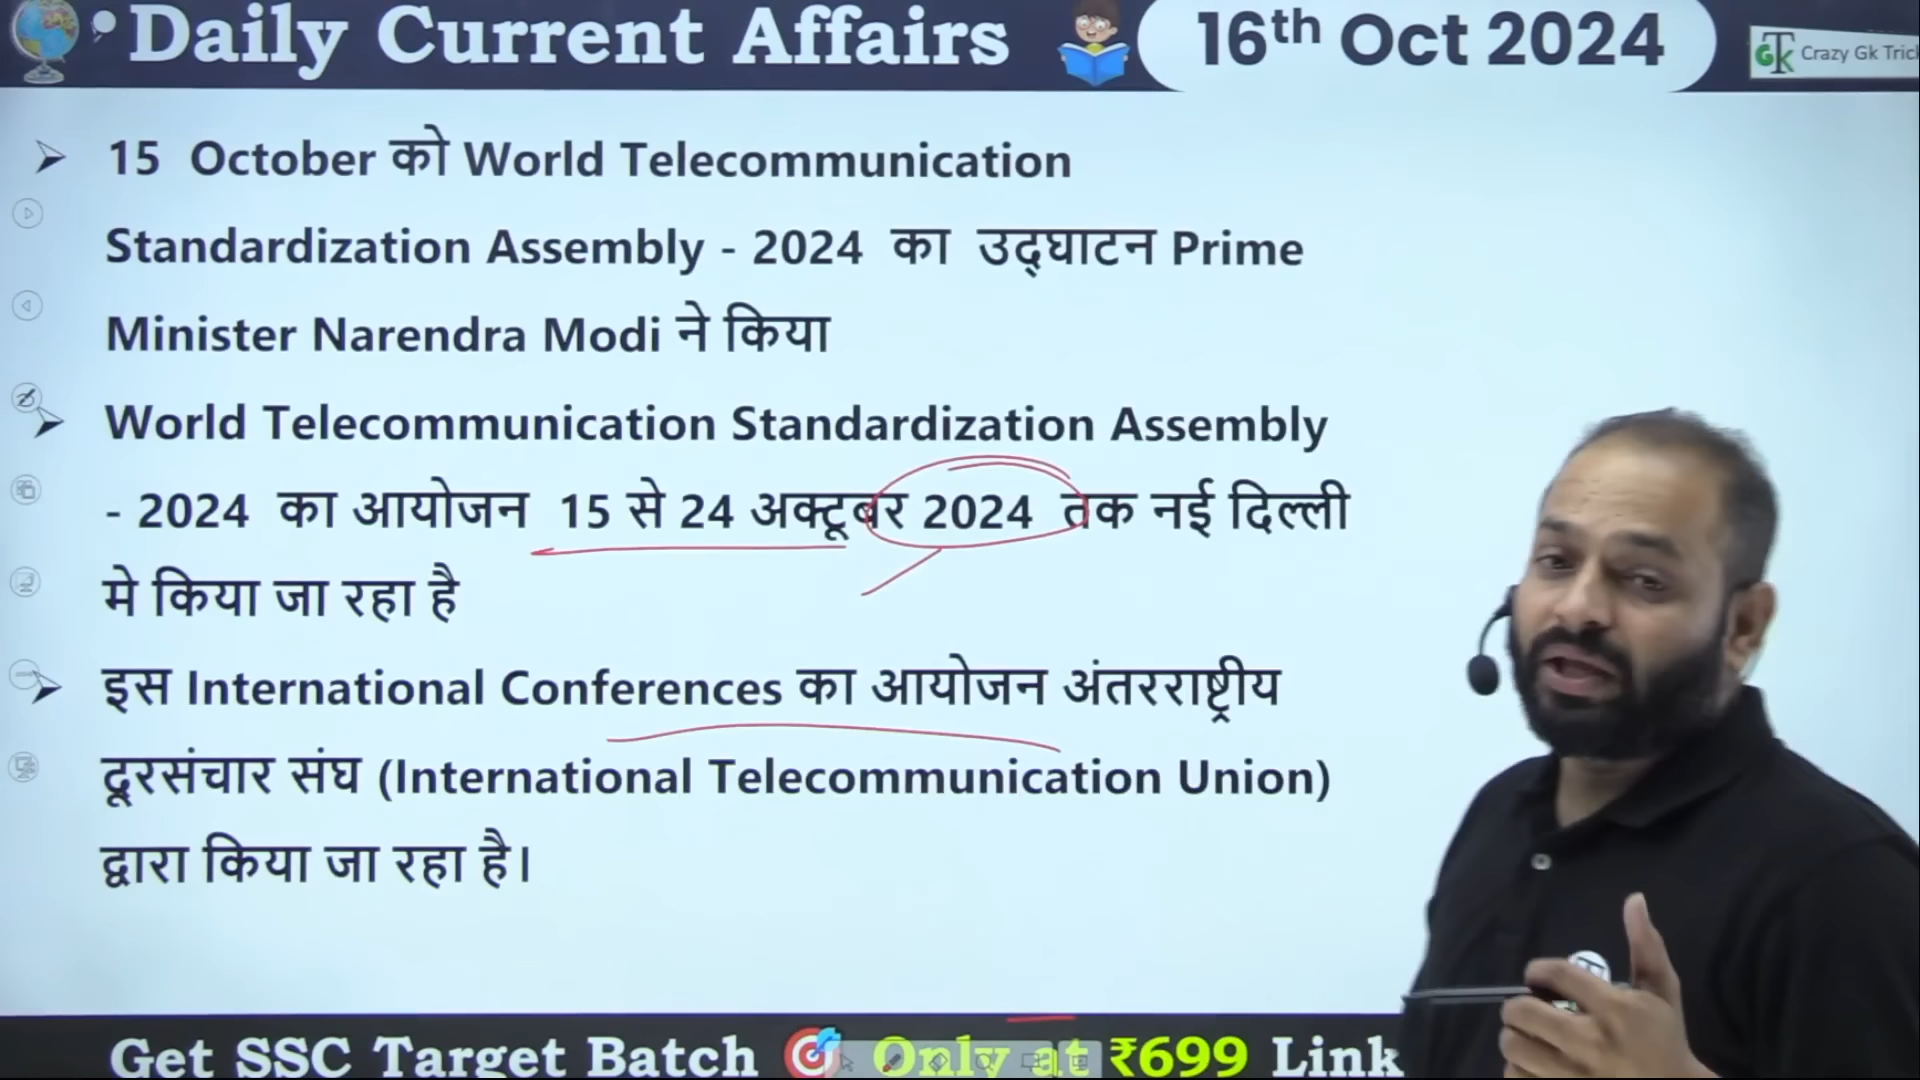 Daily Current Affairs
16th Oct 2024
GTK Crazy Gk Tric
➢ 15 October को World Telecommunication
Standardization Assembly - 2024 का उद्घाटन Prime
Minister Narendra Modi ने किया
➢ World Telecommunication Standardization Assembly
- 2024 का आयोजन 15 से 24 अक्टूबर 2024 तक नई दिल्ली
मे किया जा रहा है
➢ इस International Conferences का आयोजन अंतरराष्ट्रीय
दूरसंचार संघ (International Telecommunication Union)
द्वारा किया जा रहा है।
Get SSC Target Batch Only at ₹699 Link